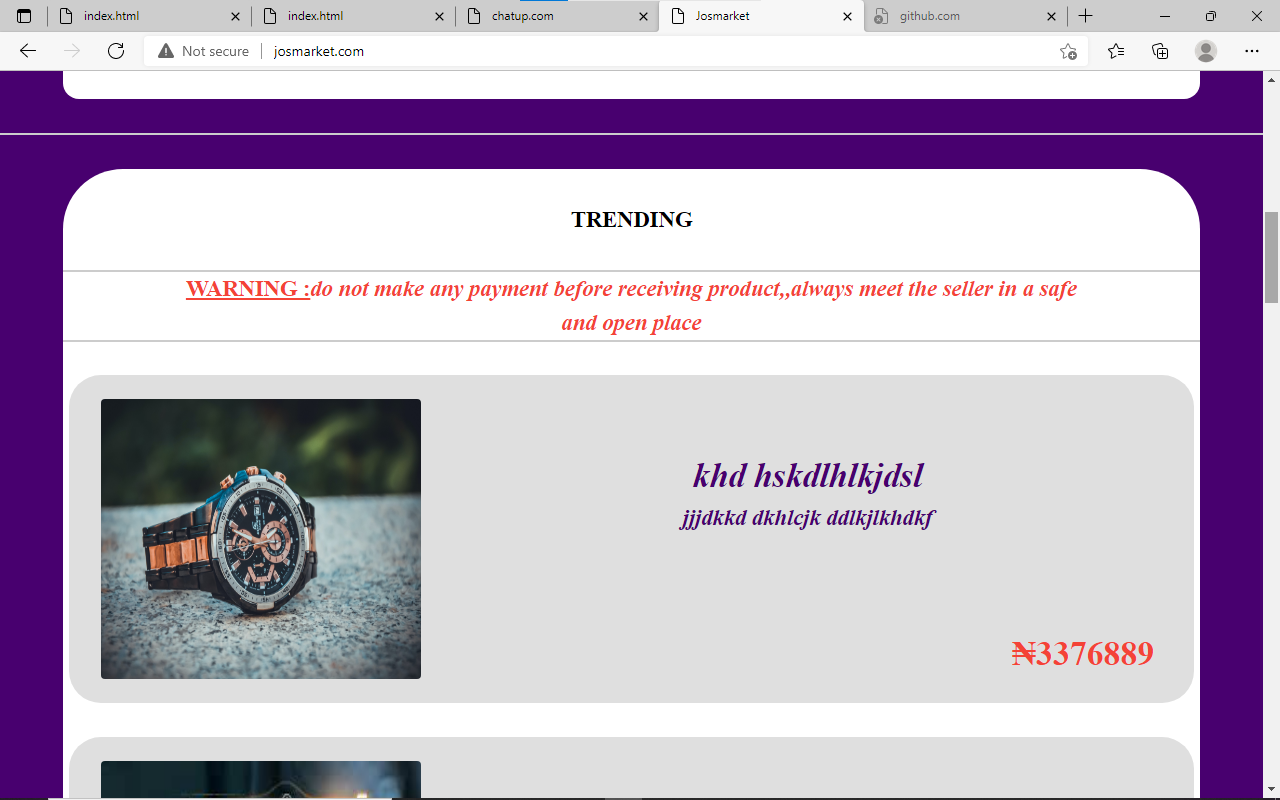 index.html
index.html
chatup.com
Josmarket
github.com
Not secure
josmarket.com
TRENDING
WARNING :do not make any payment before receiving product,,always meet the seller in a safe
and open place
khd hskdlhlkjdsl
jjjdkkd dkhlcjk ddlkjlkhdkf
₦3376889